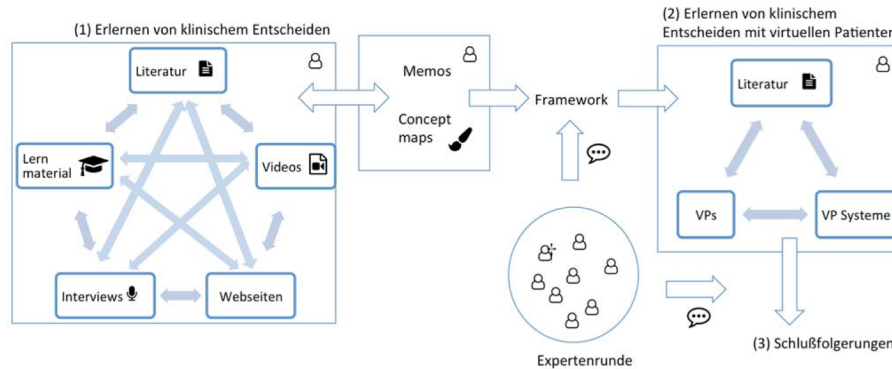 (1) Erlernen von klinischem Entscheiden
Literatur
Lern
material
Videos
Interviews
Webseiten
Memos
Concept
maps
Framework
Expertenrunde
(2) Erlernen von klinischem
Entscheiden mit virtuellen Patienten
Literatur
VPs
VP Systeme
(3) Schlußfolgerungen